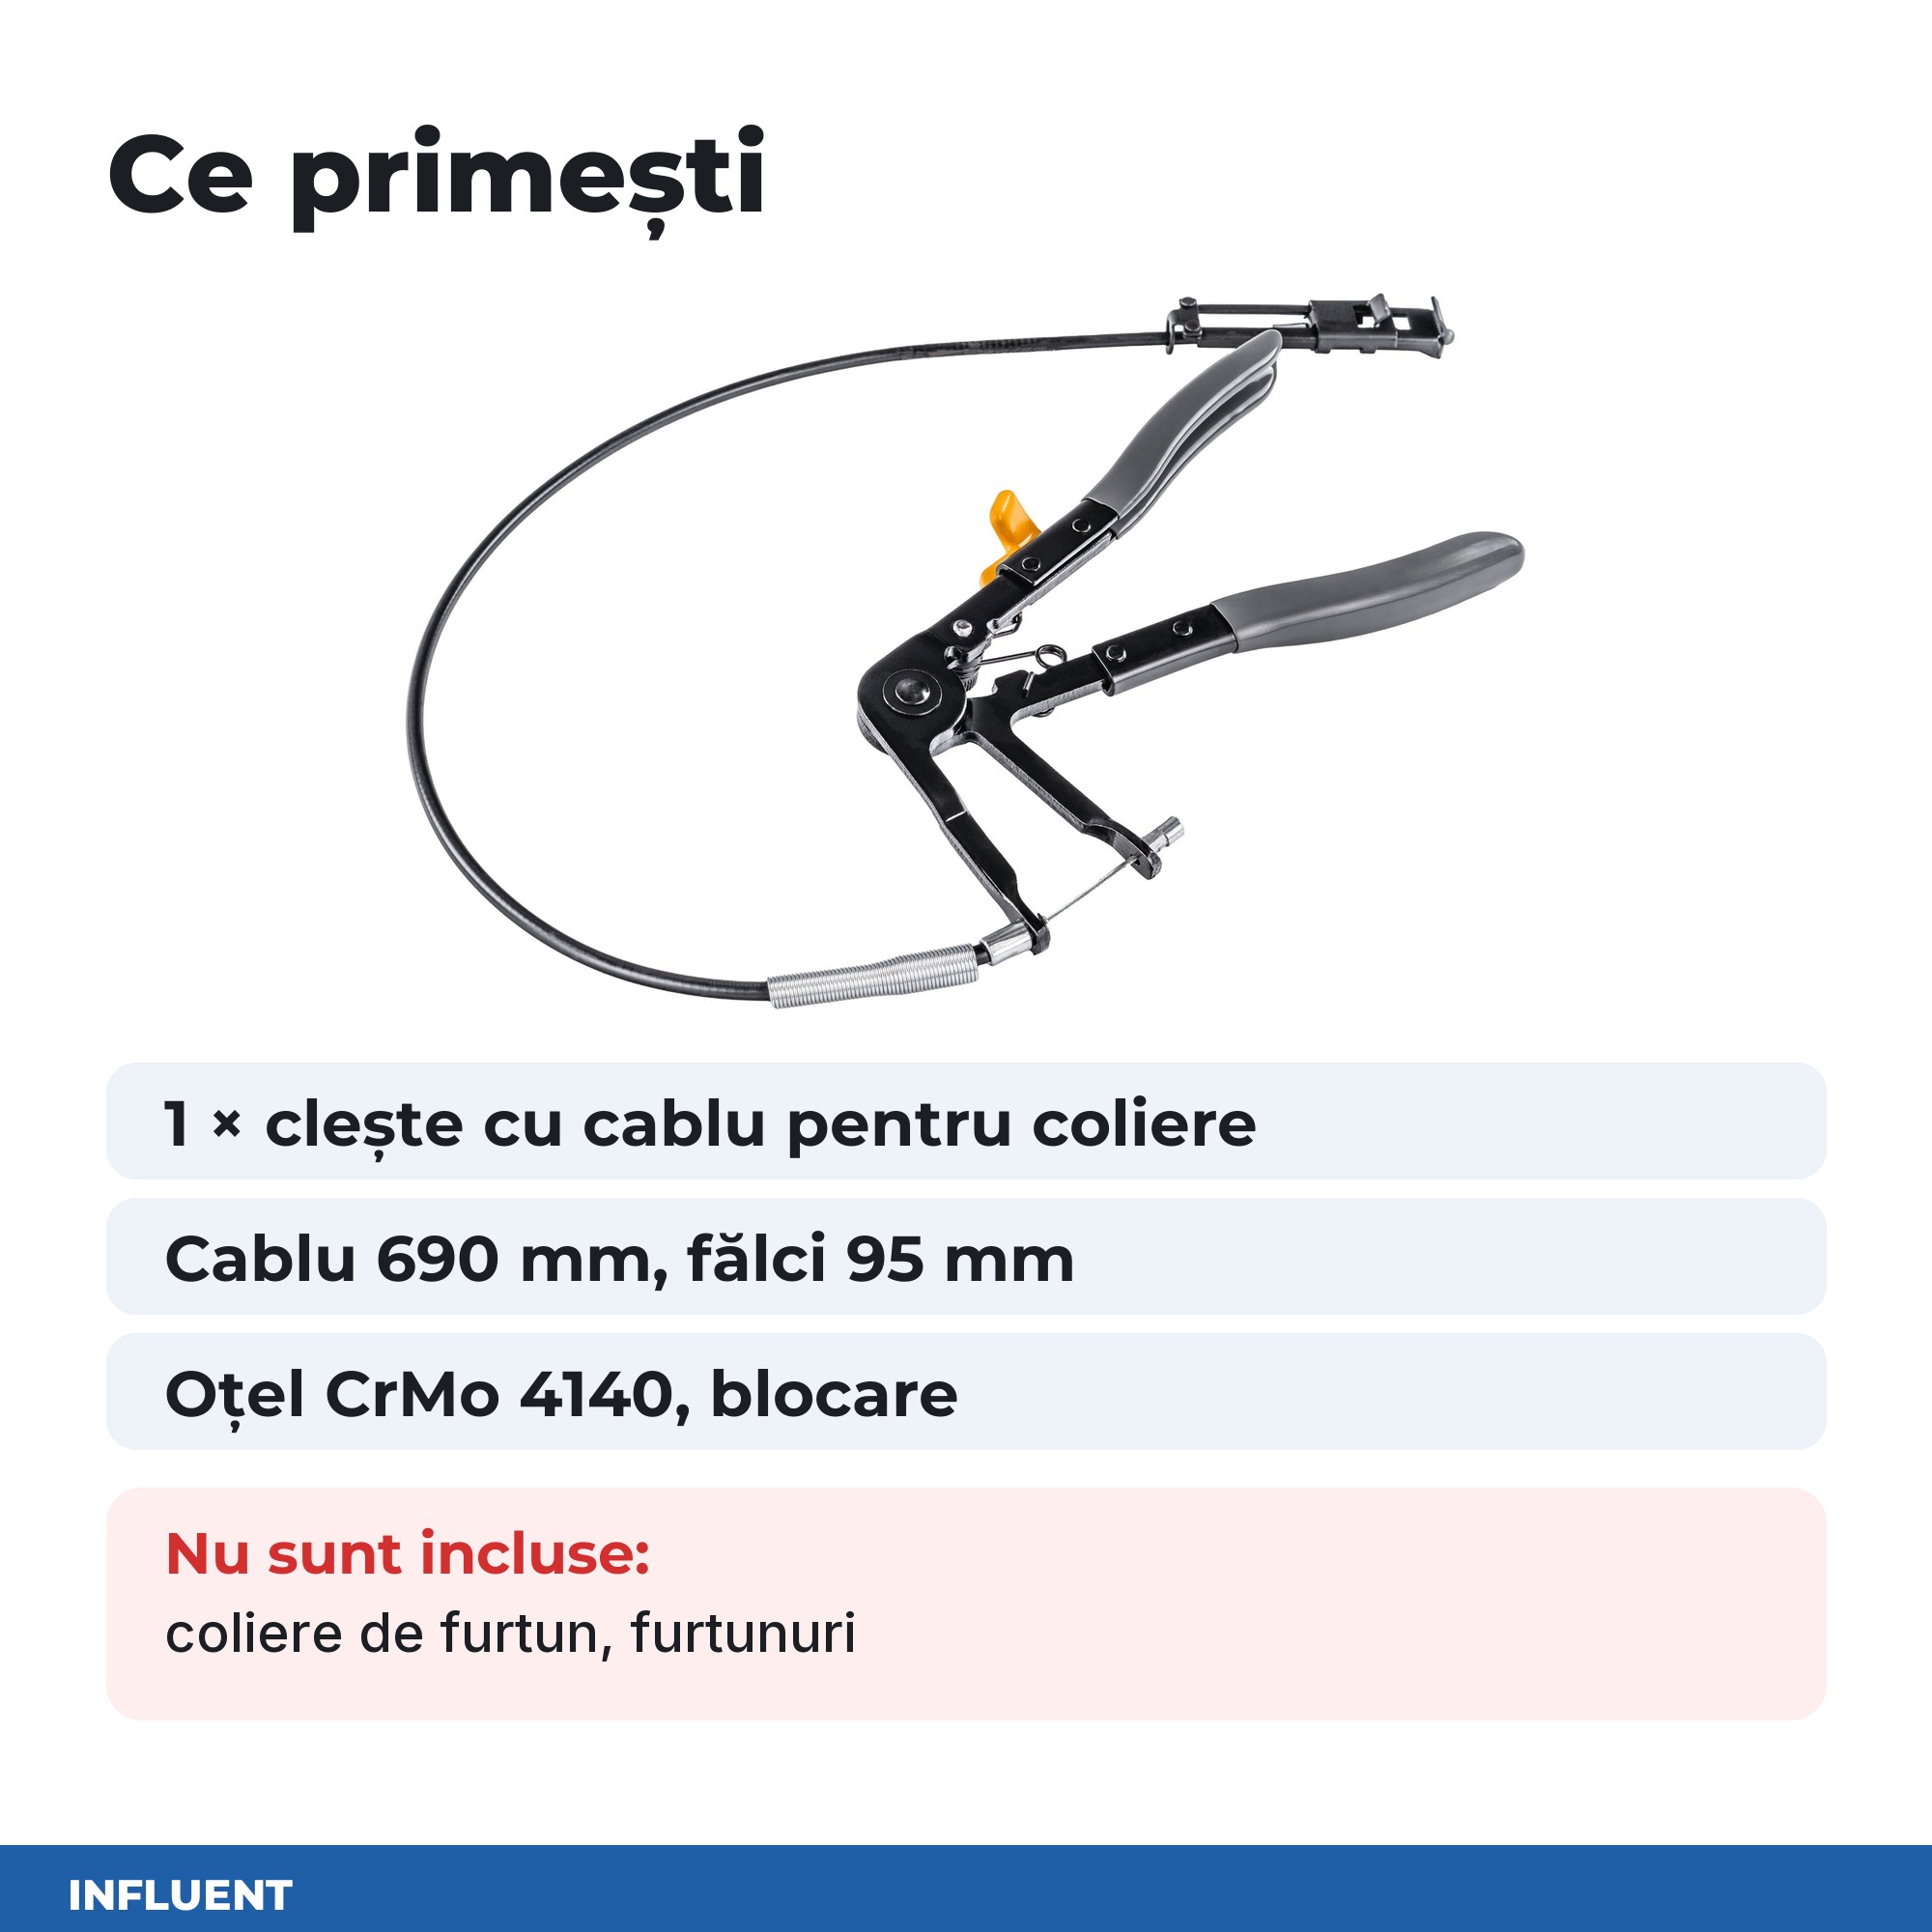 Ce primești
1 × clește cu cablu pentru coliere
Cablu 690 mm, fălci 95 mm
Oțel CrMo 4140, blocare
Nu sunt incluse:
coliere de furtun, furtunuri
INFLUENT